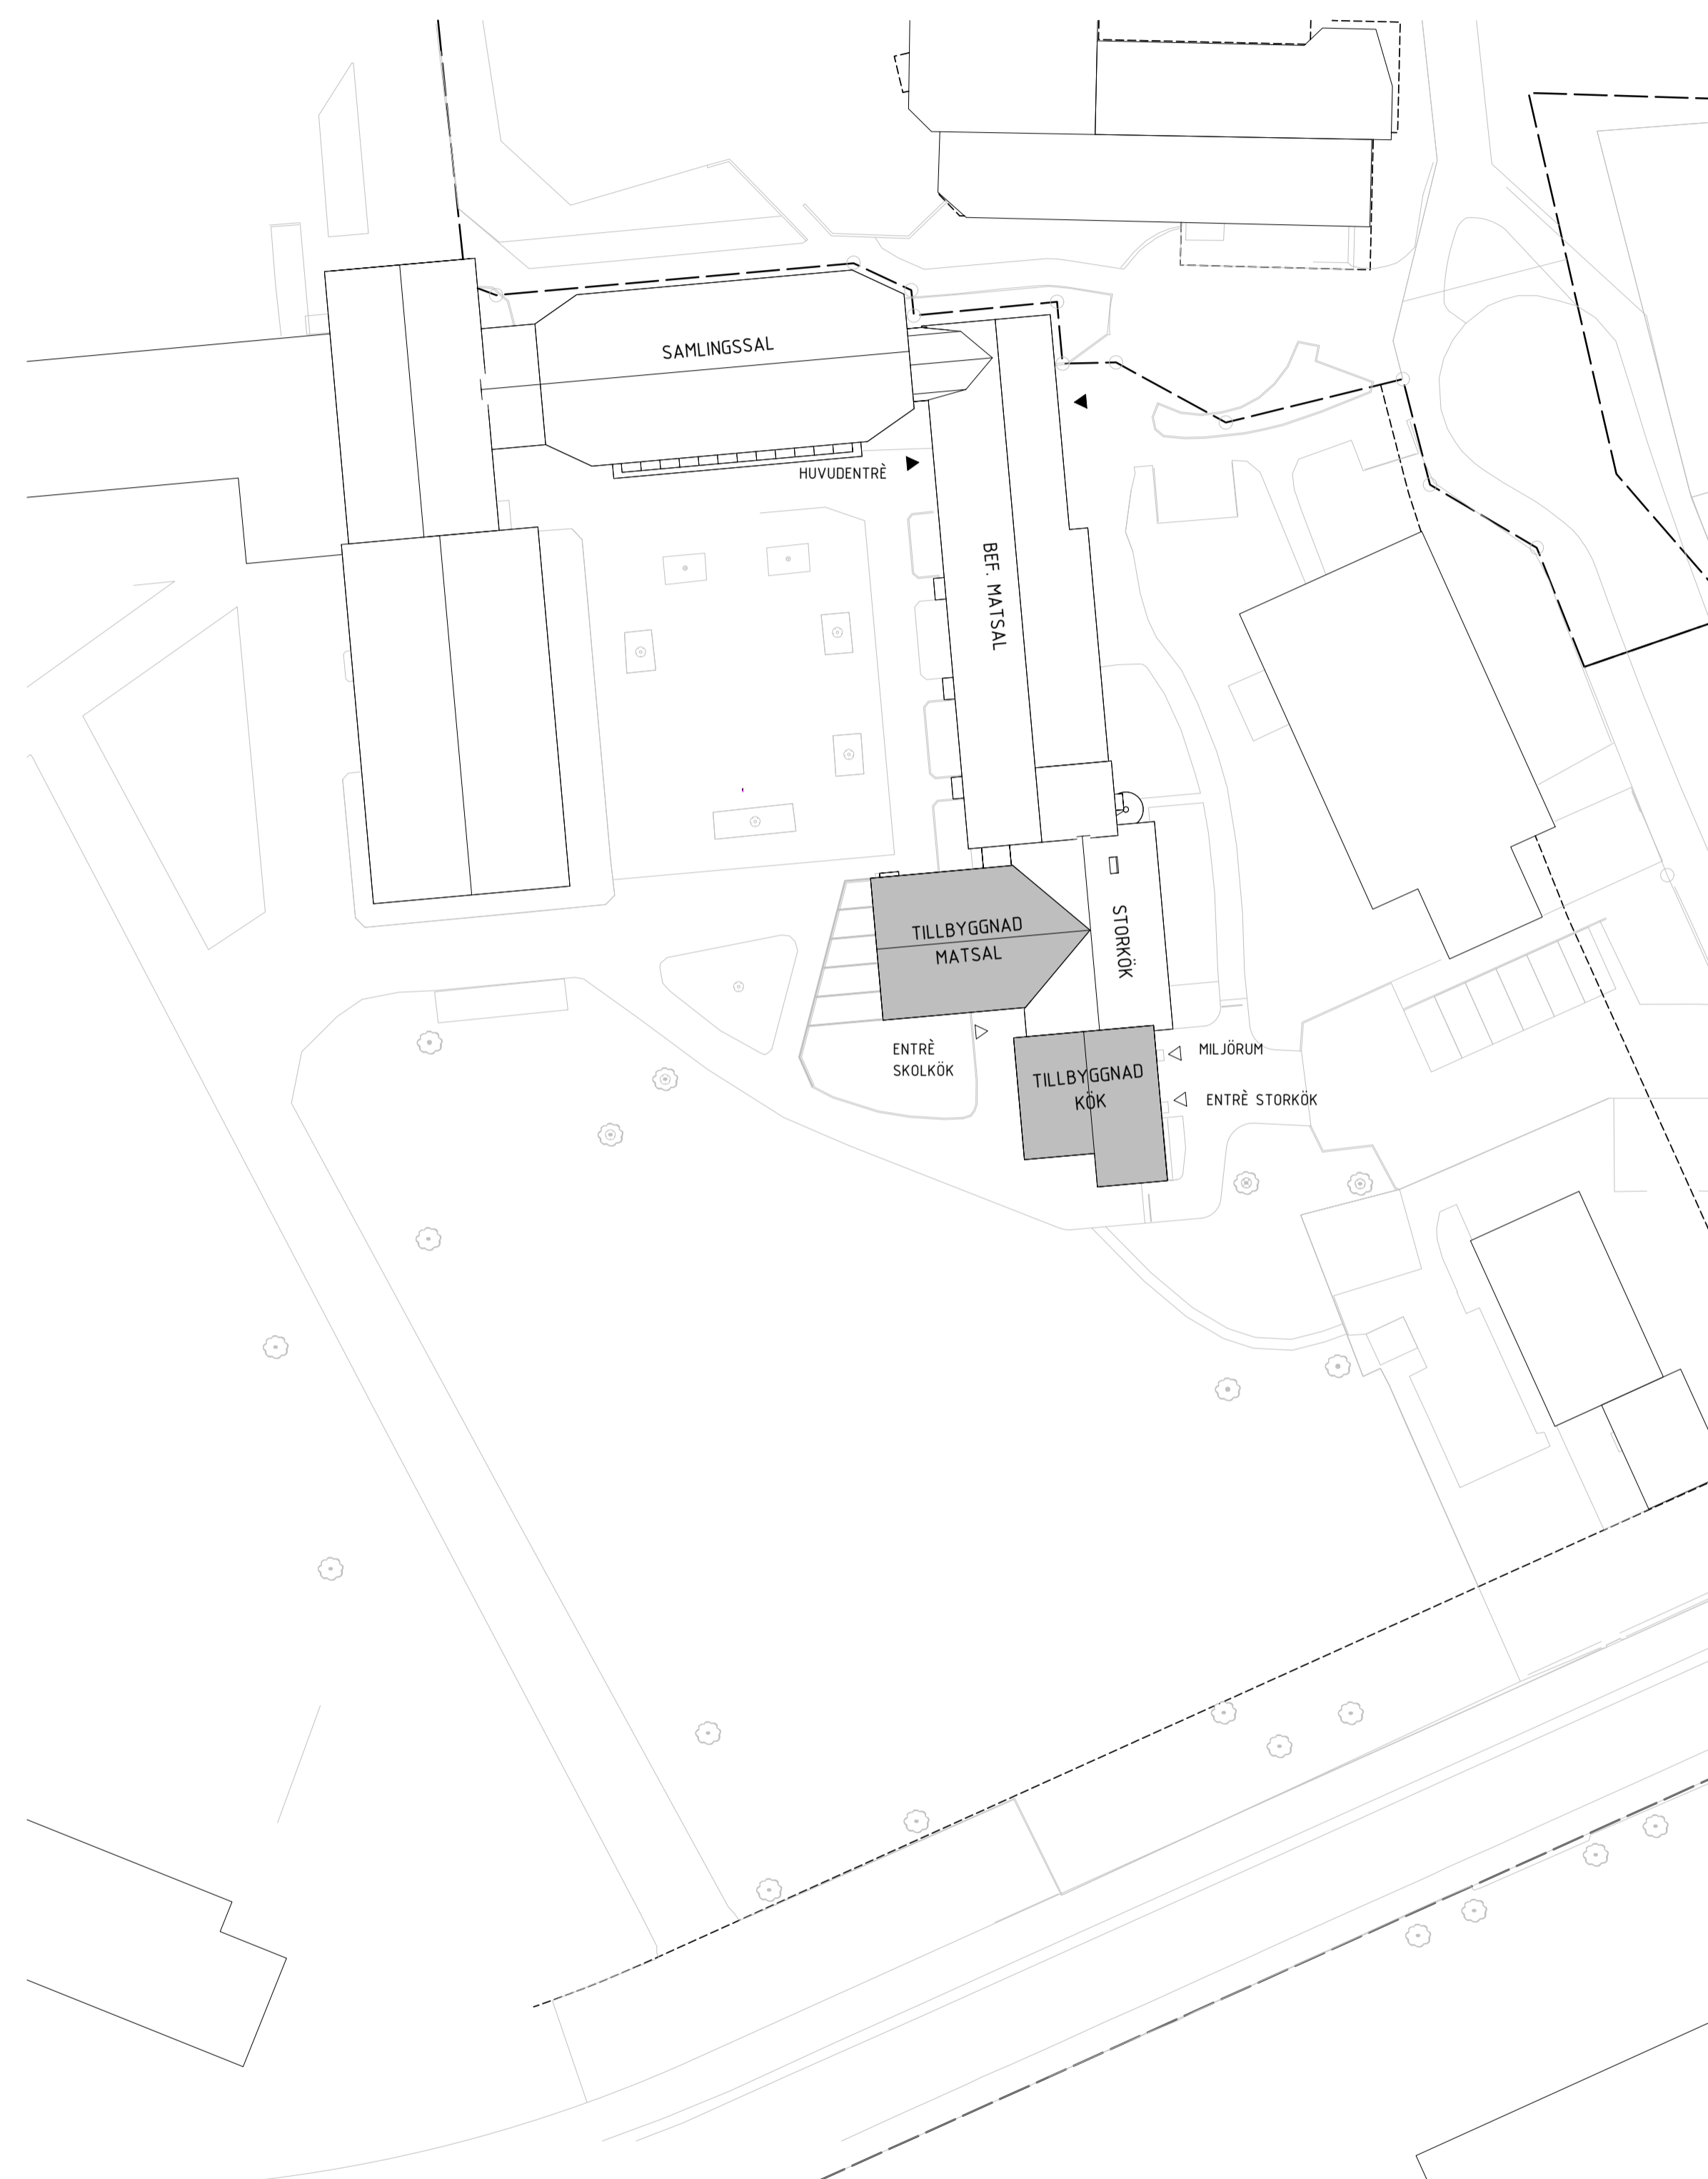 SAMLINGSSAL
HUVUDENTRÈ
BEF. MATSAL
TILLBYGGNAD
MATSAL
STORKÖK
ENTRÈ
SKOLKÖK
MILJÖRUM
TILLBYGGNAD
KÖK
ENTRÈ STORKÖK